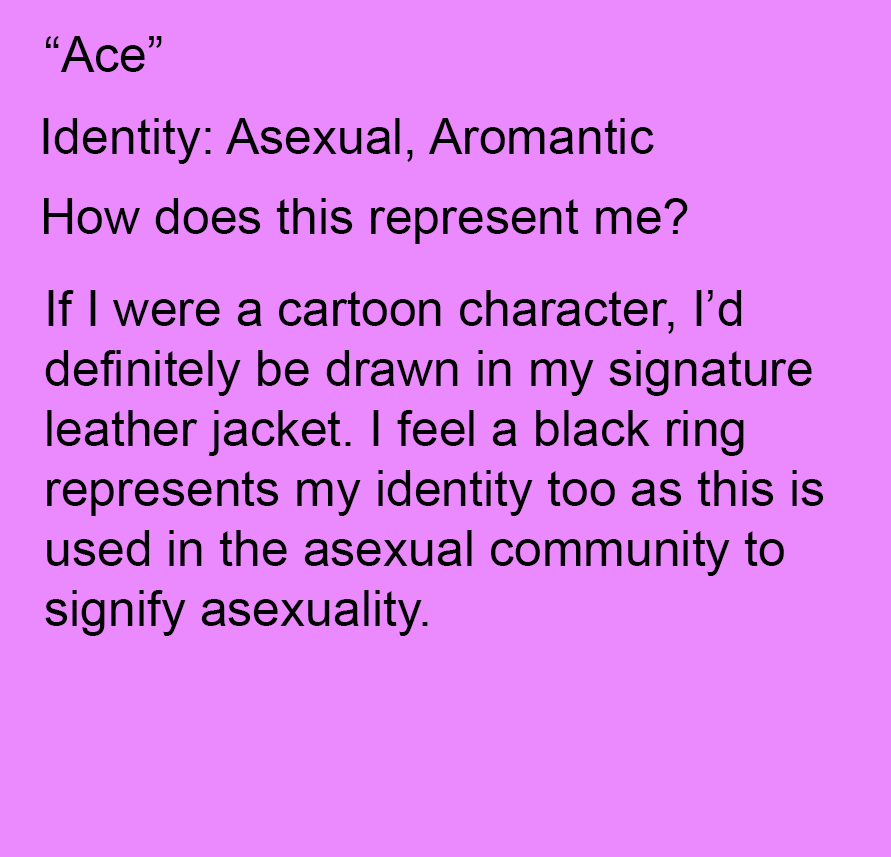 “Ace”
Identity: Asexual, Aromantic
How does this represent me?
If I were a cartoon character, I’d
definitely be drawn in my signature
leather jacket. I feel a black ring
represents my identity too as this is
used in the asexual community to
signify asexuality.